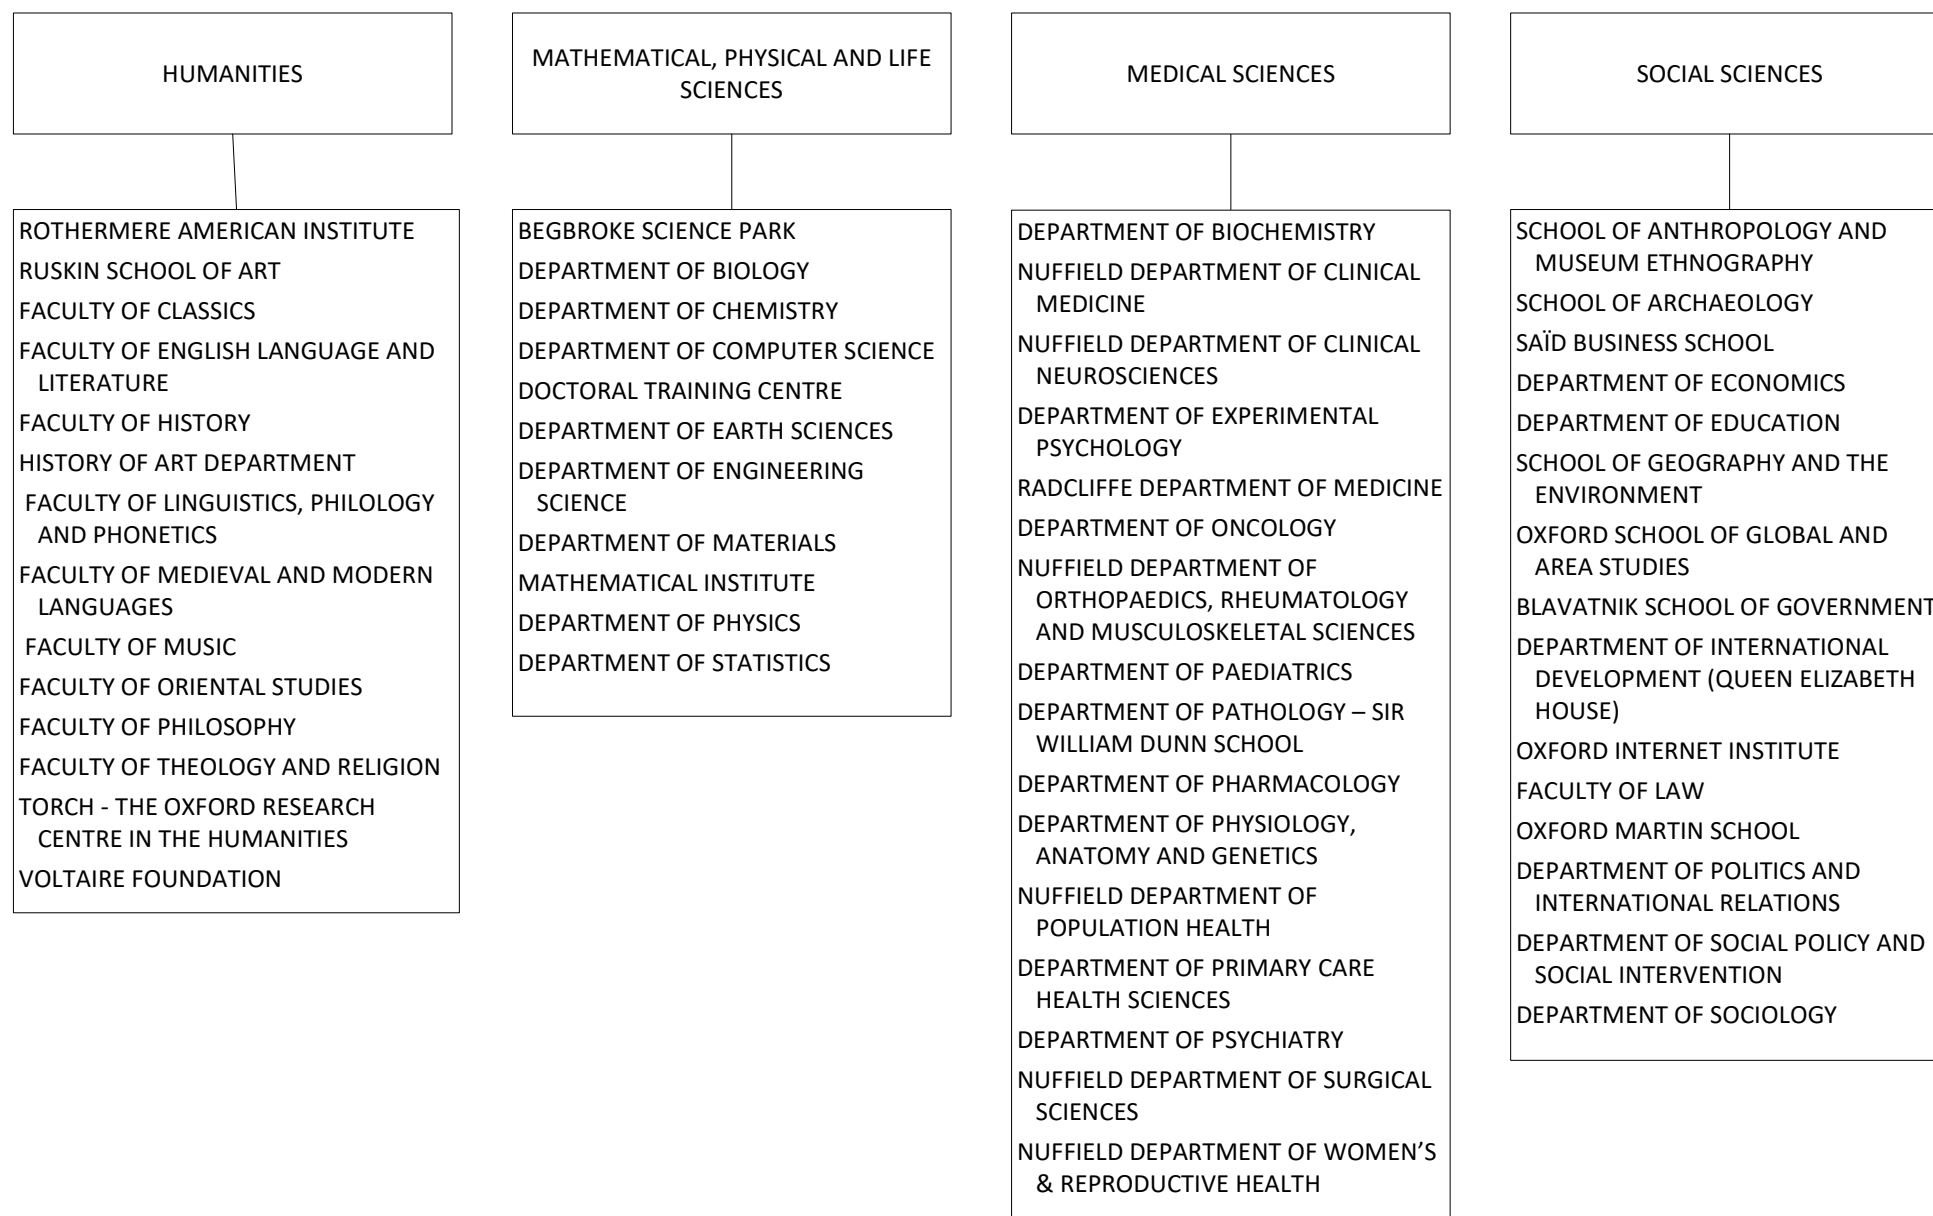 HUMANITIES
ROTHERMERE AMERICAN INSTITUTE
RUSKIN SCHOOL OF ART
FACULTY OF CLASSICS
FACULTY OF ENGLISH LANGUAGE AND
LITERATURE
FACULTY OF HISTORY
HISTORY OF ART DEPARTMENT
FACULTY OF LINGUISTICS, PHILOLOGY
AND PHONETICS
FACULTY OF MEDIEVAL AND MODERN
LANGUAGES
FACULTY OF MUSIC
FACULTY OF ORIENTAL STUDIES
FACULTY OF PHILOSOPHY
FACULTY OF THEOLOGY AND RELIGION
TORCH - THE OXFORD RESEARCH
CENTRE IN THE HUMANITIES
VOLTAIRE FOUNDATION
MATHEMATICAL, PHYSICAL AND LIFE
SCIENCES
BEGBROKE SCIENCE PARK
DEPARTMENT OF BIOLOGY
DEPARTMENT OF CHEMISTRY
DEPARTMENT OF COMPUTER SCIENCE
DOCTORAL TRAINING CENTRE
DEPARTMENT OF EARTH SCIENCES
DEPARTMENT OF ENGINEERING
SCIENCE
DEPARTMENT OF MATERIALS
MATHEMATICAL INSTITUTE
DEPARTMENT OF PHYSICS
DEPARTMENT OF STATISTICS
MEDICAL SCIENCES
DEPARTMENT OF BIOCHEMISTRY
NUFFIELD DEPARTMENT OF CLINICAL
MEDICINE
NUFFIELD DEPARTMENT OF CLINICAL
NEUROSCIENCES
DEPARTMENT OF EXPERIMENTAL
PSYCHOLOGY
RADCLIFFE DEPARTMENT OF MEDICINE
DEPARTMENT OF ONCOLOGY
NUFFIELD DEPARTMENT OF
ORTHOPAEDICS, RHEUMATOLOGY
AND MUSCULOSKELETAL SCIENCES
DEPARTMENT OF PAEDIATRICS
DEPARTMENT OF PATHOLOGY – SIR
WILLIAM DUNN SCHOOL
DEPARTMENT OF PHARMACOLOGY
DEPARTMENT OF PHYSIOLOGY,
ANATOMY AND GENETICS
NUFFIELD DEPARTMENT OF
POPULATION HEALTH
DEPARTMENT OF PRIMARY CARE
HEALTH SCIENCES
DEPARTMENT OF PSYCHIATRY
NUFFIELD DEPARTMENT OF SURGICAL
SCIENCES
NUFFIELD DEPARTMENT OF WOMEN’S
& REPRODUCTIVE HEALTH
SOCIAL SCIENCES
SCHOOL OF ANTHROPOLOGY AND
MUSEUM ETHNOGRAPHY
SCHOOL OF ARCHAEOLOGY
SAÏD BUSINESS SCHOOL
DEPARTMENT OF ECONOMICS
DEPARTMENT OF EDUCATION
SCHOOL OF GEOGRAPHY AND THE
ENVIRONMENT
OXFORD SCHOOL OF GLOBAL AND
AREA STUDIES
BLAVATNIK SCHOOL OF GOVERNMENT
DEPARTMENT OF INTERNATIONAL
DEVELOPMENT (QUEEN ELIZABETH
HOUSE)
OXFORD INTERNET INSTITUTE
FACULTY OF LAW
OXFORD MARTIN SCHOOL
DEPARTMENT OF POLITICS AND
INTERNATIONAL RELATIONS
DEPARTMENT OF SOCIAL POLICY AND
SOCIAL INTERVENTION
DEPARTMENT OF SOCIOLOGY